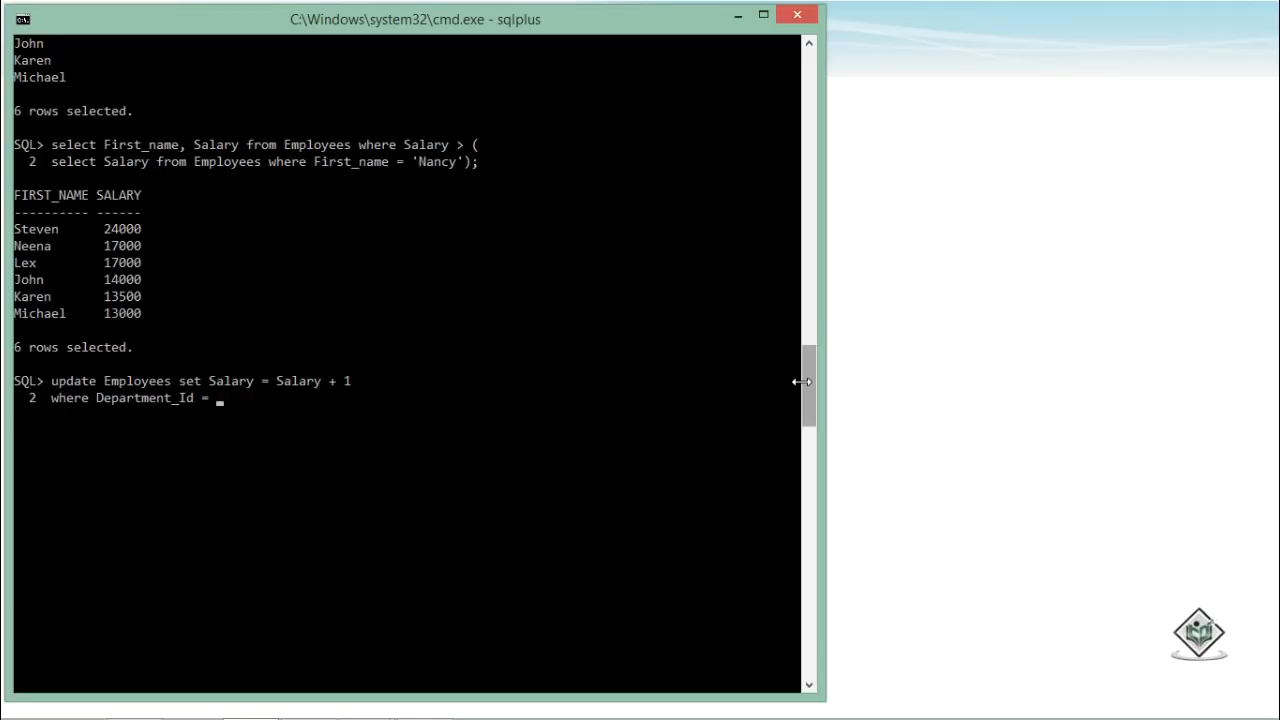 C:\Windows\system32\cmd.exe - sqlplus
John
Karen
Michael
6 rows selected.
SQL> select First_name, Salary from Employees where Salary > (
2 select Salary from Employees where First_name = 'Nancy');
FIRST_NAME SALARY
---------- ------
Steven 24000
Neena 17000
Lex 17000
John 14000
Karen 13500
Michael 13000
6 rows selected.
SQL> update Employees set Salary = Salary + 1
2 where Department_Id = _